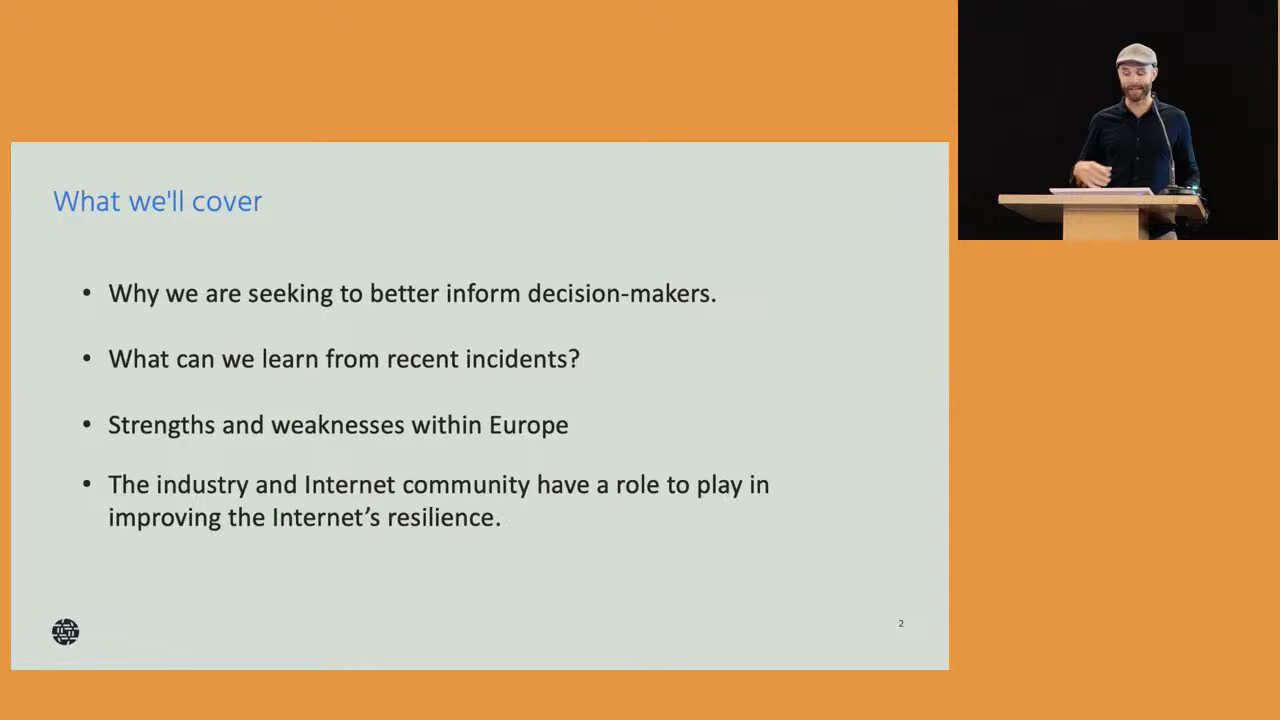 What we'll cover
• Why we are seeking to better inform decision-makers.
• What can we learn from recent incidents?
• Strengths and weaknesses within Europe
• The industry and Internet community have a role to play in
improving the Internet’s resilience.
2